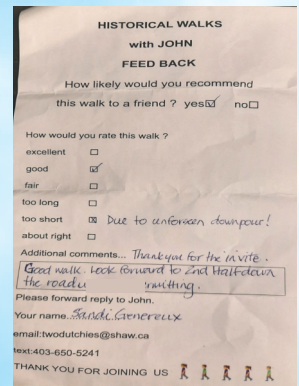 HISTORICAL WALKS
with JOHN
FEED BACK
How likely would you recommend
this walk to a friend ? yes☑ no☐
How would you rate this walk ?
excellent ☐
good ☑
fair ☐
too long ☐
too short ☒ Due to unforseen downpour!
about right ☐
Additional comments... Thankyou for the invite.
Good walk. Look forward to 2nd Half down
the road
Please forward reply to John.
Your name. Sandi Genereux
email:twodutchies@shaw.ca
text:403-650-5241
THANK YOU FOR JOINING US